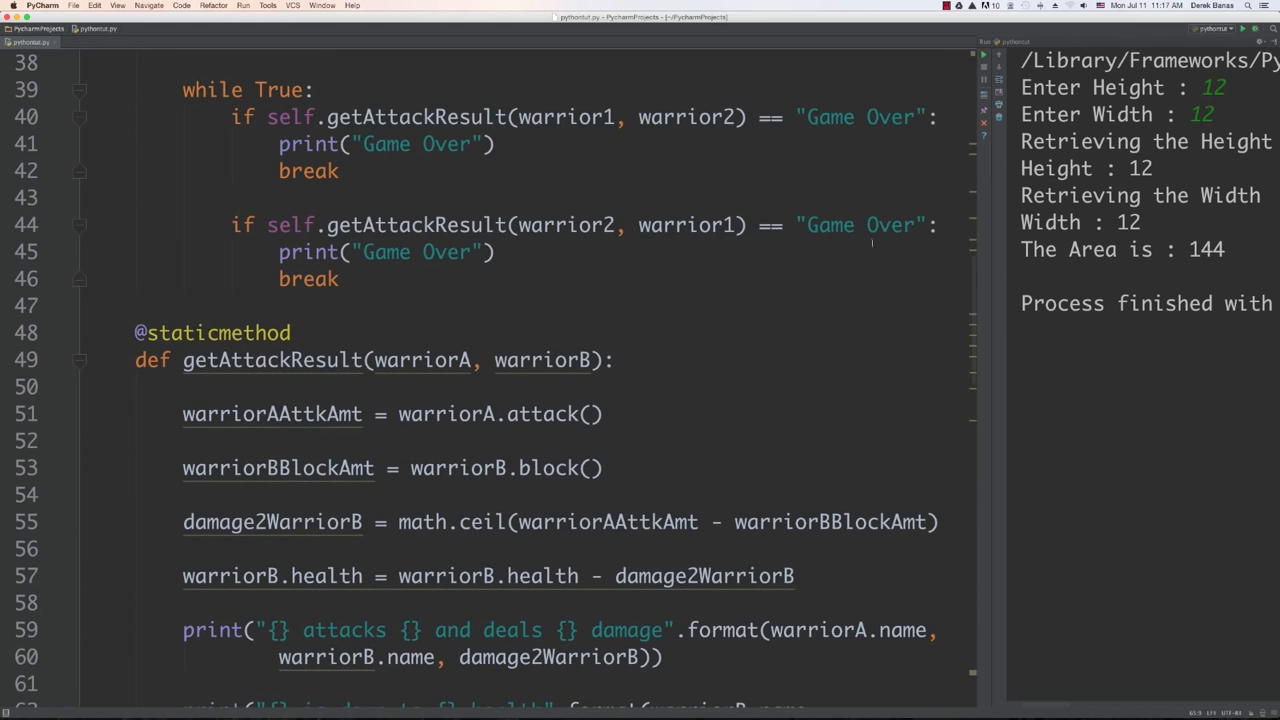 PyCharm File Edit View Navigate Code Refactor Run Tools VCS Window Help 10 Mon Jul 11 11:17 AM Derek Banas
pythontut.py - PycharmProjects - [~/PycharmProjects]
PycharmProjects pythontut.py pythontut
pythontut.py
Run pythontut
38
39 while True:
40 if self.getAttackResult(warrior1, warrior2) == "Game Over":
41 print("Game Over")
42 break
43
44 if self.getAttackResult(warrior2, warrior1) == "Game Over":
45 print("Game Over")
46 break
47
48 @staticmethod
49 def getAttackResult(warriorA, warriorB):
50
51 warriorAAttkAmt = warriorA.attack()
52
53 warriorBBlockAmt = warriorB.block()
54
55 damage2WarriorB = math.ceil(warriorAAttkAmt - warriorBBlockAmt)
56
57 warriorB.health = warriorB.health - damage2WarriorB
58
59 print("{} attacks {} and deals {} damage".format(warriorA.name,
60 warriorB.name, damage2WarriorB))
61
/Library/Frameworks/Py
Enter Height : 12
Enter Width : 12
Retrieving the Height
Height : 12
Retrieving the Width
Width : 12
The Area is : 144
Process finished with
65:9 LF÷ UTF-8÷